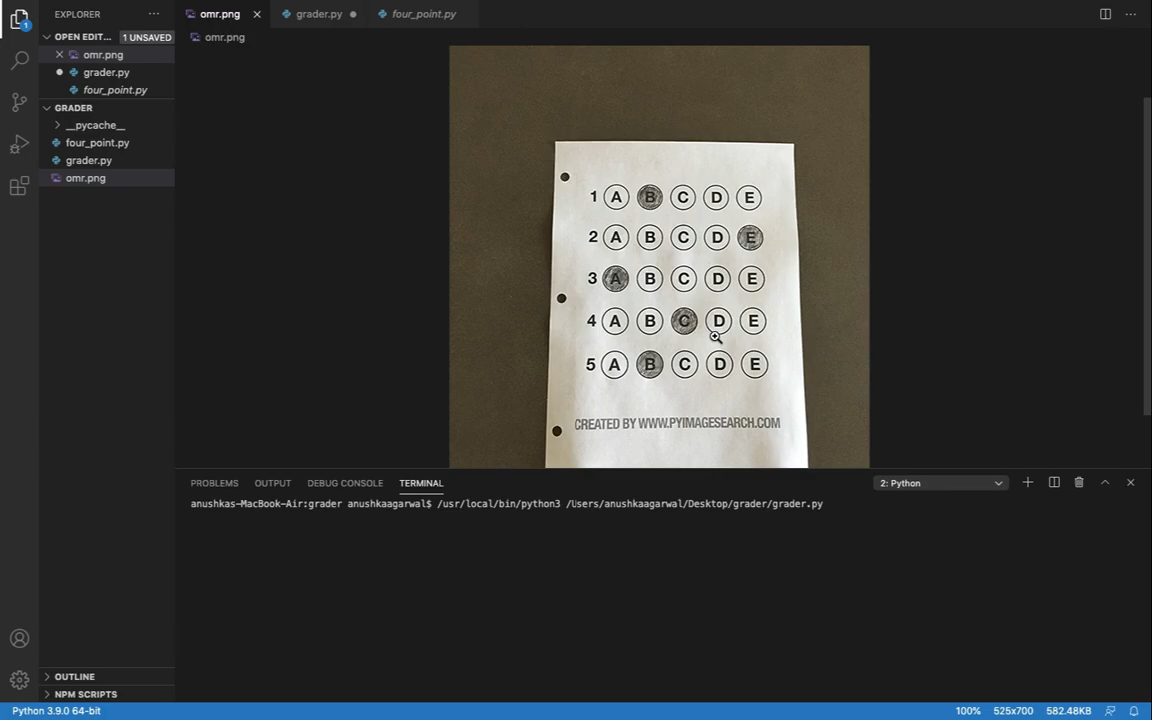 EXPLORER
OPEN EDIT... 1 UNSAVED
omr.png
grader.py
four_point.py
GRADER
__pycache__
four_point.py
grader.py
omr.png
OUTLINE
NPM SCRIPTS
omr.png
grader.py
four_point.py
omr.png
1 A B C D E
2 A B C D E
3 A B C D E
4 A B C D E
5 A B C D E
CREATED BY WWW.PYIMAGESEARCH.COM
PROBLEMS OUTPUT DEBUG CONSOLE TERMINAL 2: Python
anushkas-MacBook-Air:grader anushkaagarwal$ /usr/local/bin/python3 /Users/anushkaagarwal/Desktop/grader/grader.py
Python 3.9.0 64-bit 100% 525x700 582.48KB
1